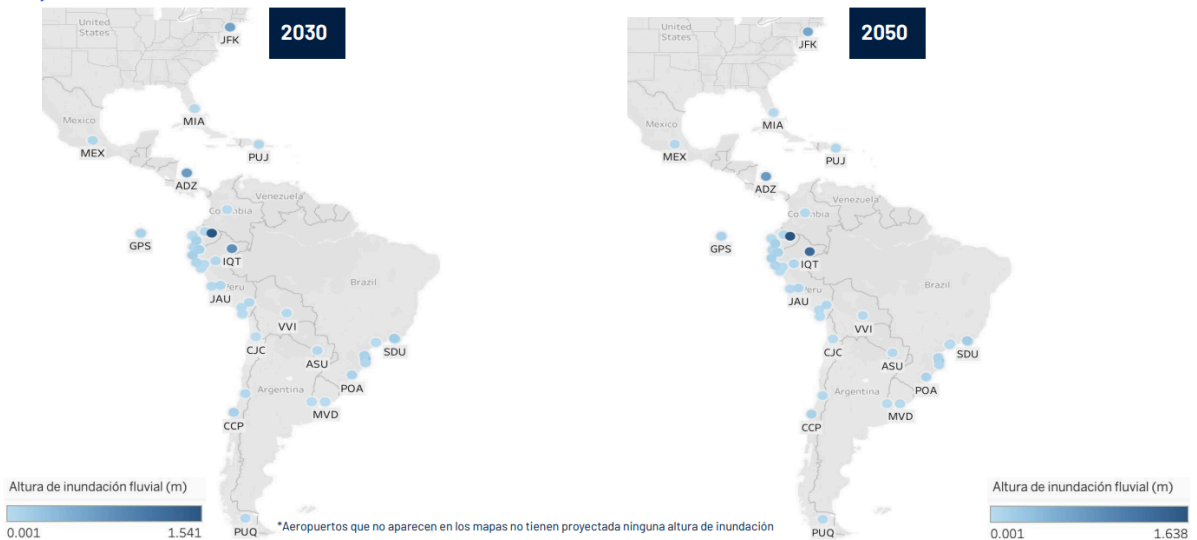 2030
United
States
JFK
MIA
Mexico
MEX
PUJ
ADZ
Venezuela
Colombia
GPS
IQT
Brazil
Peru
JAU
VVI
CJC
SDU
ASU
POA
Argentina
MVD
CCP
PUQ
Altura de inundación fluvial (m)
0.001 1.541
2050
United
States
JFK
MIA
Mexico
MEX
PUJ
ADZ
Venezuela
Colombia
GPS
IQT
Brazil
Peru
JAU
VVI
CJC
SDU
ASU
POA
Argentina
MVD
CCP
PUQ
Altura de inundación fluvial (m)
0.001 1.638
*Aeropuertos que no aparecen en los mapas no tienen proyectada ninguna altura de inundación